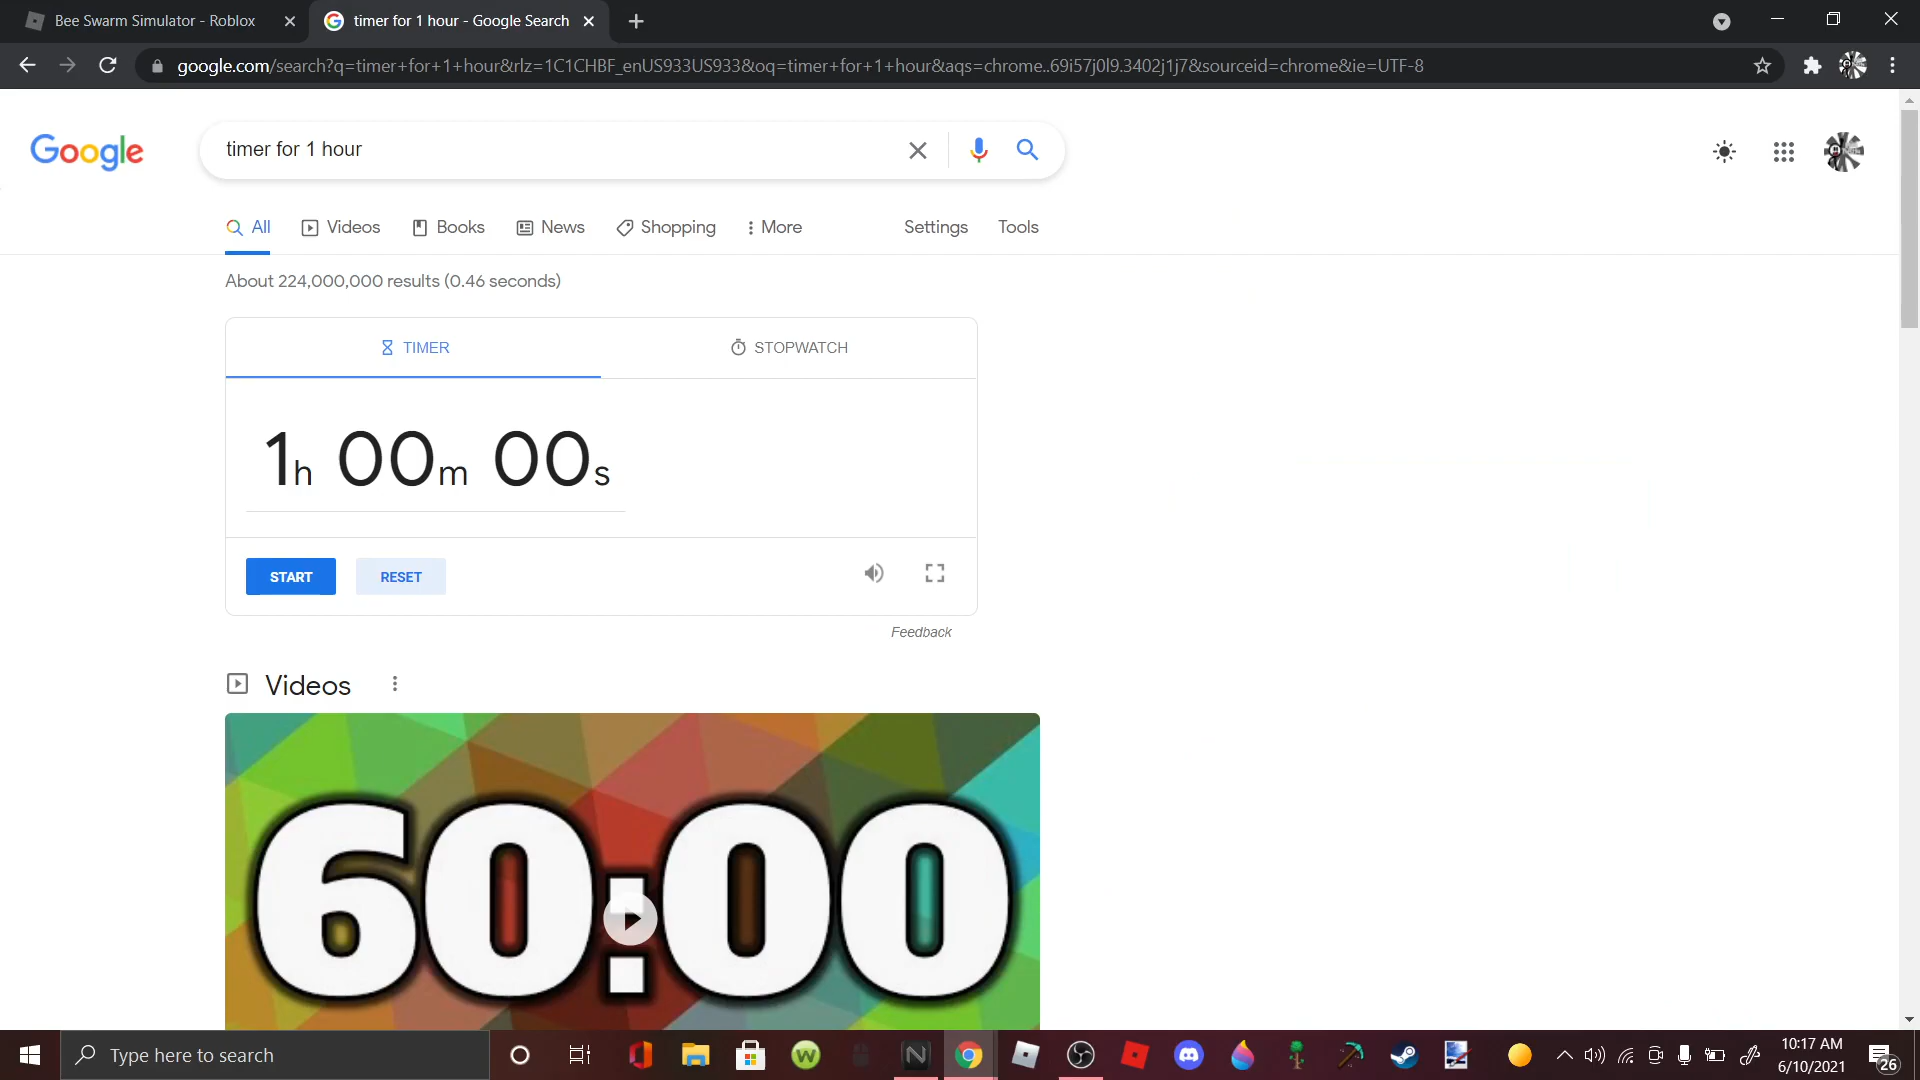 Bee Swarm Simulator - Roblox
timer for 1 hour - Google Search
google.com/search?q=timer+for+1+hour&rlz=1C1CHBF_enUS933US933&oq=timer+for+1+hour&aqs=chrome..69i57j0l9.3402j1j7&sourceid=chrome&ie=UTF-8
Google
timer for 1 hour
All Videos Books News Shopping More Settings Tools
About 224,000,000 results (0.46 seconds)
TIMER
STOPWATCH
1h 00m 00s
START RESET
Feedback
Videos
60:00
Type here to search
10:17 AM
6/10/2021
26